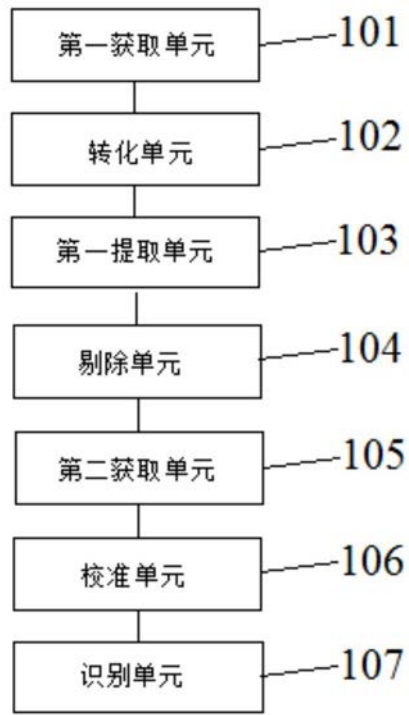 第一获取单元 101
转化单元 102
第一提取单元 103
剔除单元 104
第二获取单元 105
校准单元 106
识别单元 107